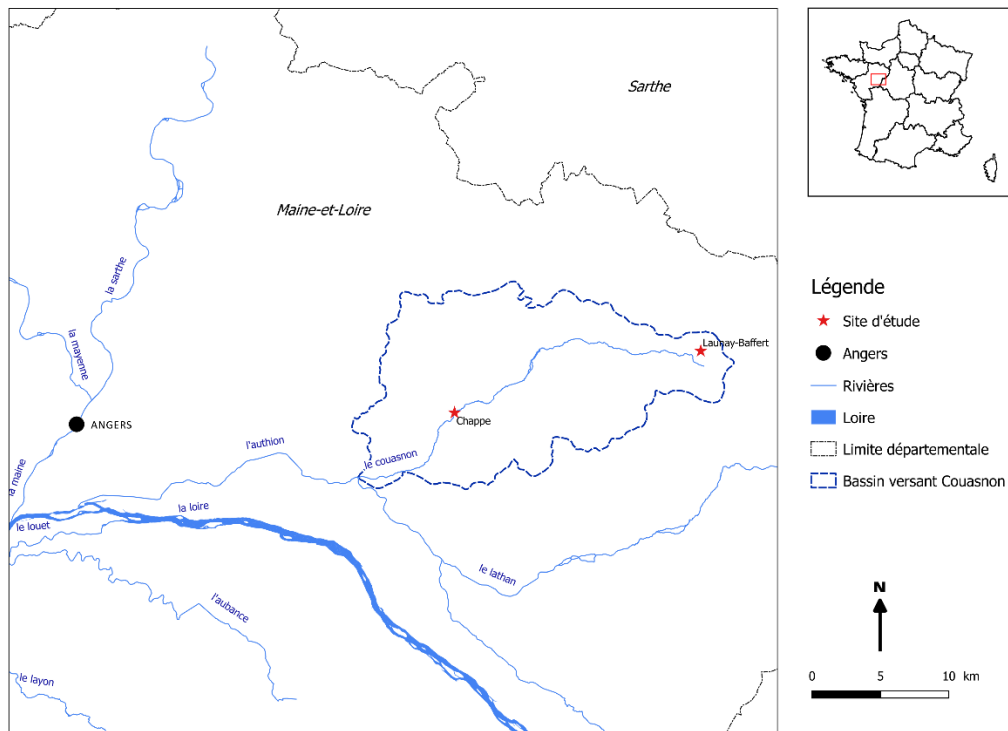 Sarthe
Maine-et-Loire
la sarthe
la mayenne
Launay-Baffert
Chappe
ANGERS
l'authion
le couasnon
la maine
la loire
le louet
le lathan
l'aubance
le layon
Légende
Site d'étude
Angers
Rivières
Loire
Limite départementale
Bassin versant Couasnon
N
0 5 10 km